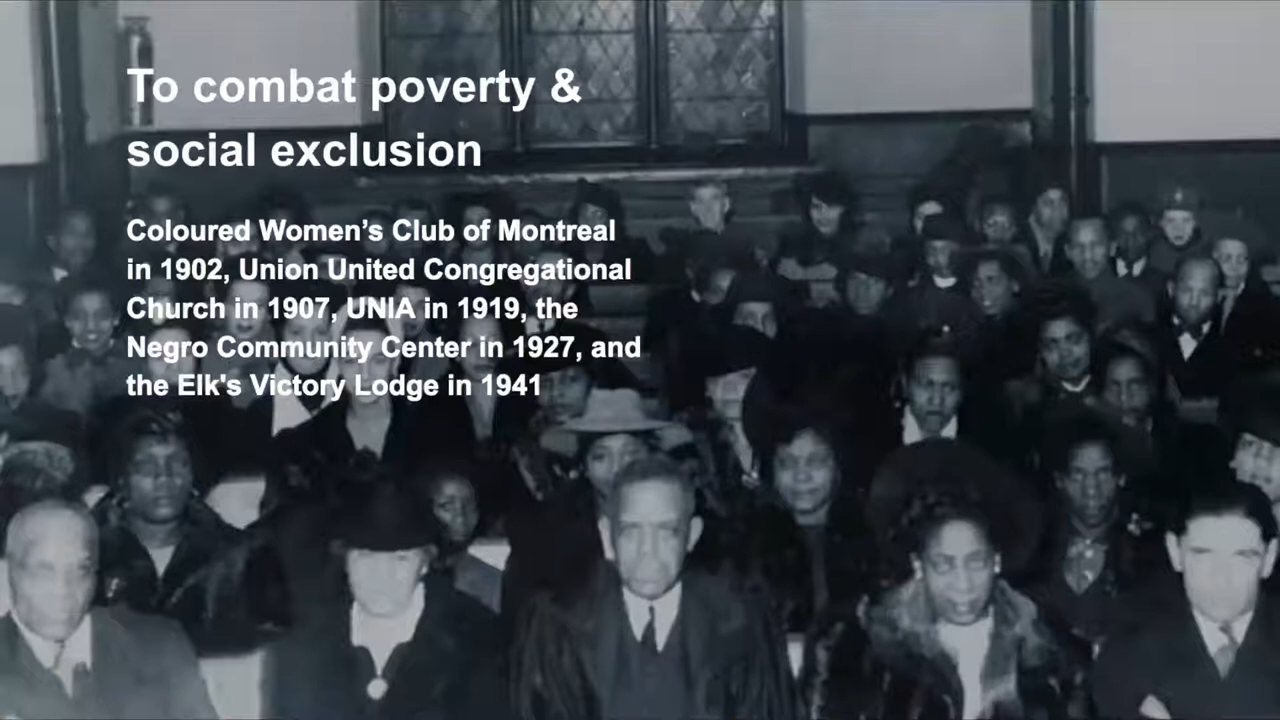 To combat poverty &
social exclusion
Coloured Women’s Club of Montreal
in 1902, Union United Congregational
Church in 1907, UNIA in 1919, the
Negro Community Center in 1927, and
the Elk's Victory Lodge in 1941